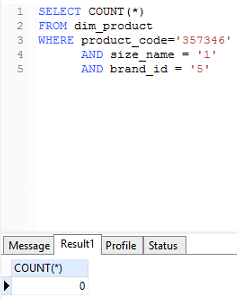 1 SELECT COUNT(*)
2 FROM dim_product
3 WHERE product_code='357346'
4 AND size_name = '1'
5 AND brand_id = '5'
Message Result1 Profile Status
COUNT(*)
0